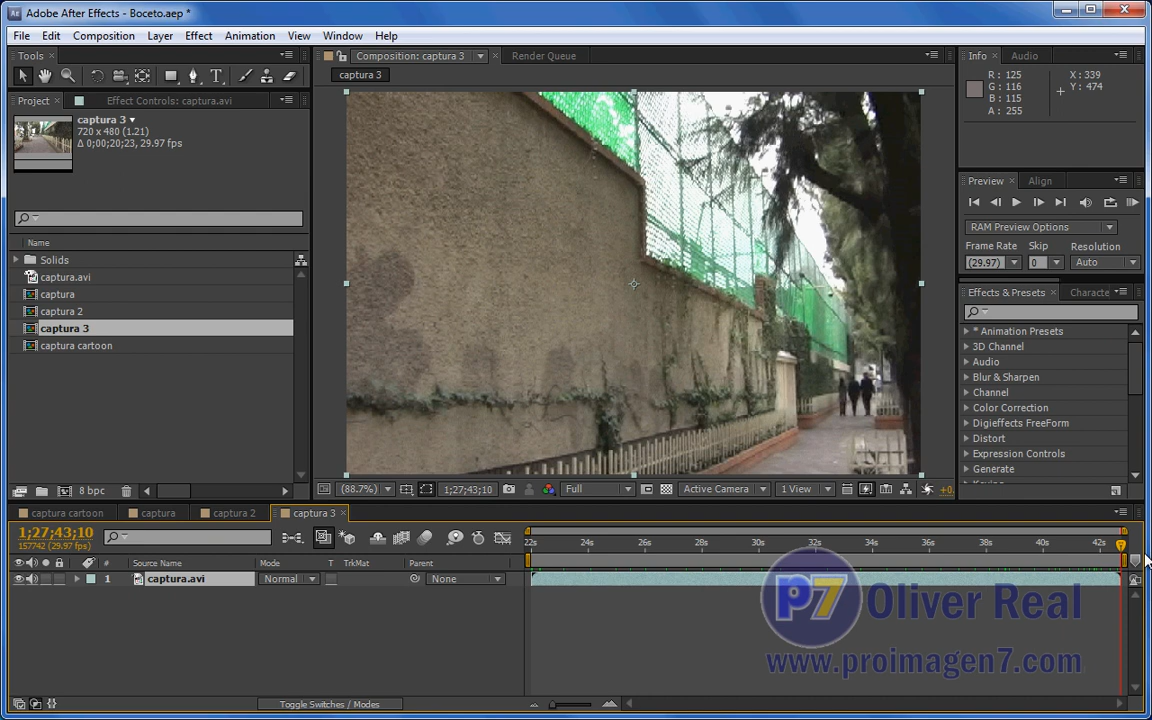 Adobe After Effects - Boceto.aep *
File Edit Composition Layer Effect Animation View Window Help
Tools
Composition: captura 3
Render Queue
Info
Audio
captura 3
R: 125
G: 116
B: 115
A: 255
X: 339
Y: 474
Project
Effect Controls: captura.avi
captura 3
720 x 480 (1.21)
Δ 0;00;20;23, 29.97 fps
Preview
Align
RAM Preview Options
Frame Rate Skip Resolution
(29.97) 0 Auto
Name
Solids
captura.avi
captura
captura 2
captura 3
captura cartoon
Effects & Presets
* Animation Presets
3D Channel
Audio
Blur & Sharpen
Channel
Color Correction
Digieffects FreeForm
Distort
Expression Controls
Generate
8 bpc
(88.7%)
1;27;43;10
Full
Active Camera
1 View
+0.
captura cartoon
captura
captura 2
captura 3
1;27;43;10
157742 (29.97 fps)
22s 24s 26s 28s 30s 32s 34s 36s 38s 40s 42s
# Source Name Mode T TrkMat Parent
1 captura.avi Normal None
p7 Oliver Real
www.proimagen7.com
Toggle Switches / Modes